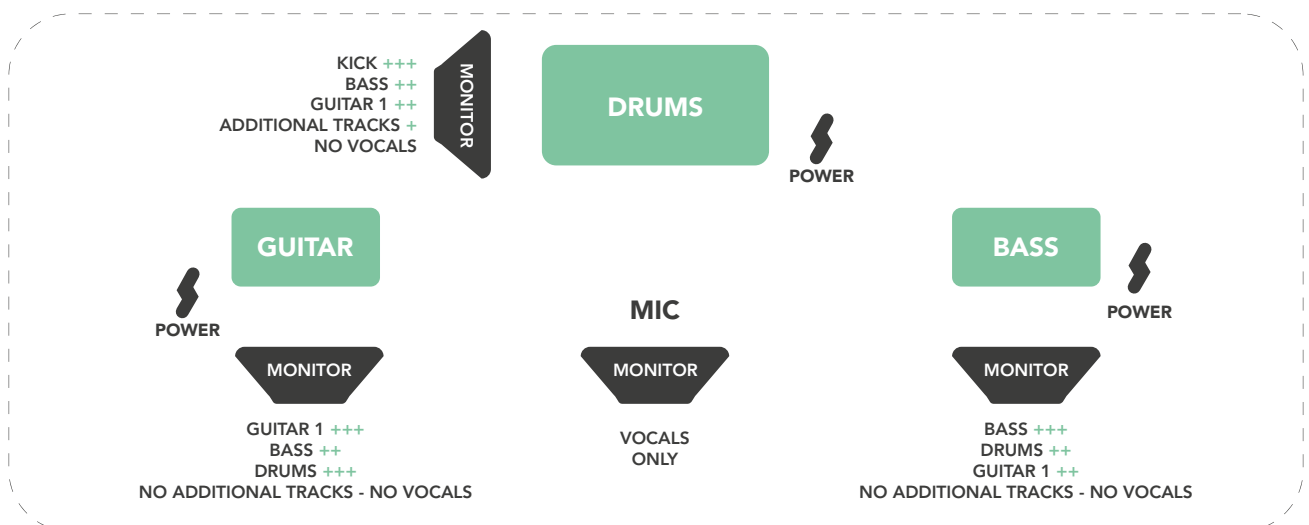 KICK +++
BASS ++
GUITAR 1 ++
ADDITIONAL TRACKS +
NO VOCALS
MONITOR
DRUMS
POWER
GUITAR
POWER
MIC
BASS
POWER
MONITOR
GUITAR 1 +++
BASS ++
DRUMS +++
NO ADDITIONAL TRACKS - NO VOCALS
MONITOR
VOCALS
ONLY
MONITOR
BASS +++
DRUMS ++
GUITAR 1 ++
NO ADDITIONAL TRACKS - NO VOCALS